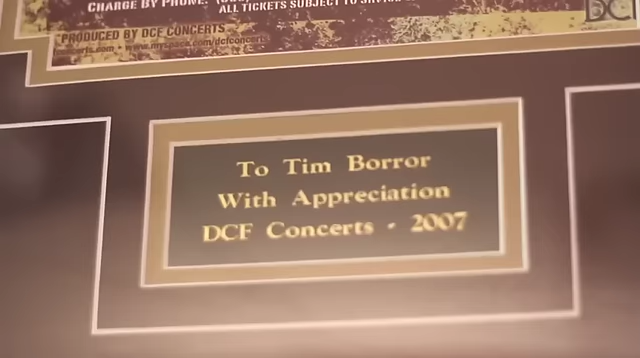 CHARGE BY PHONE:
ALL TICKETS SUBJECT TO
DCF
PRODUCED BY DCF CONCERTS
www.myspace.com/dcfconcerts
To Tim Borror
With Appreciation
DCF Concerts • 2007